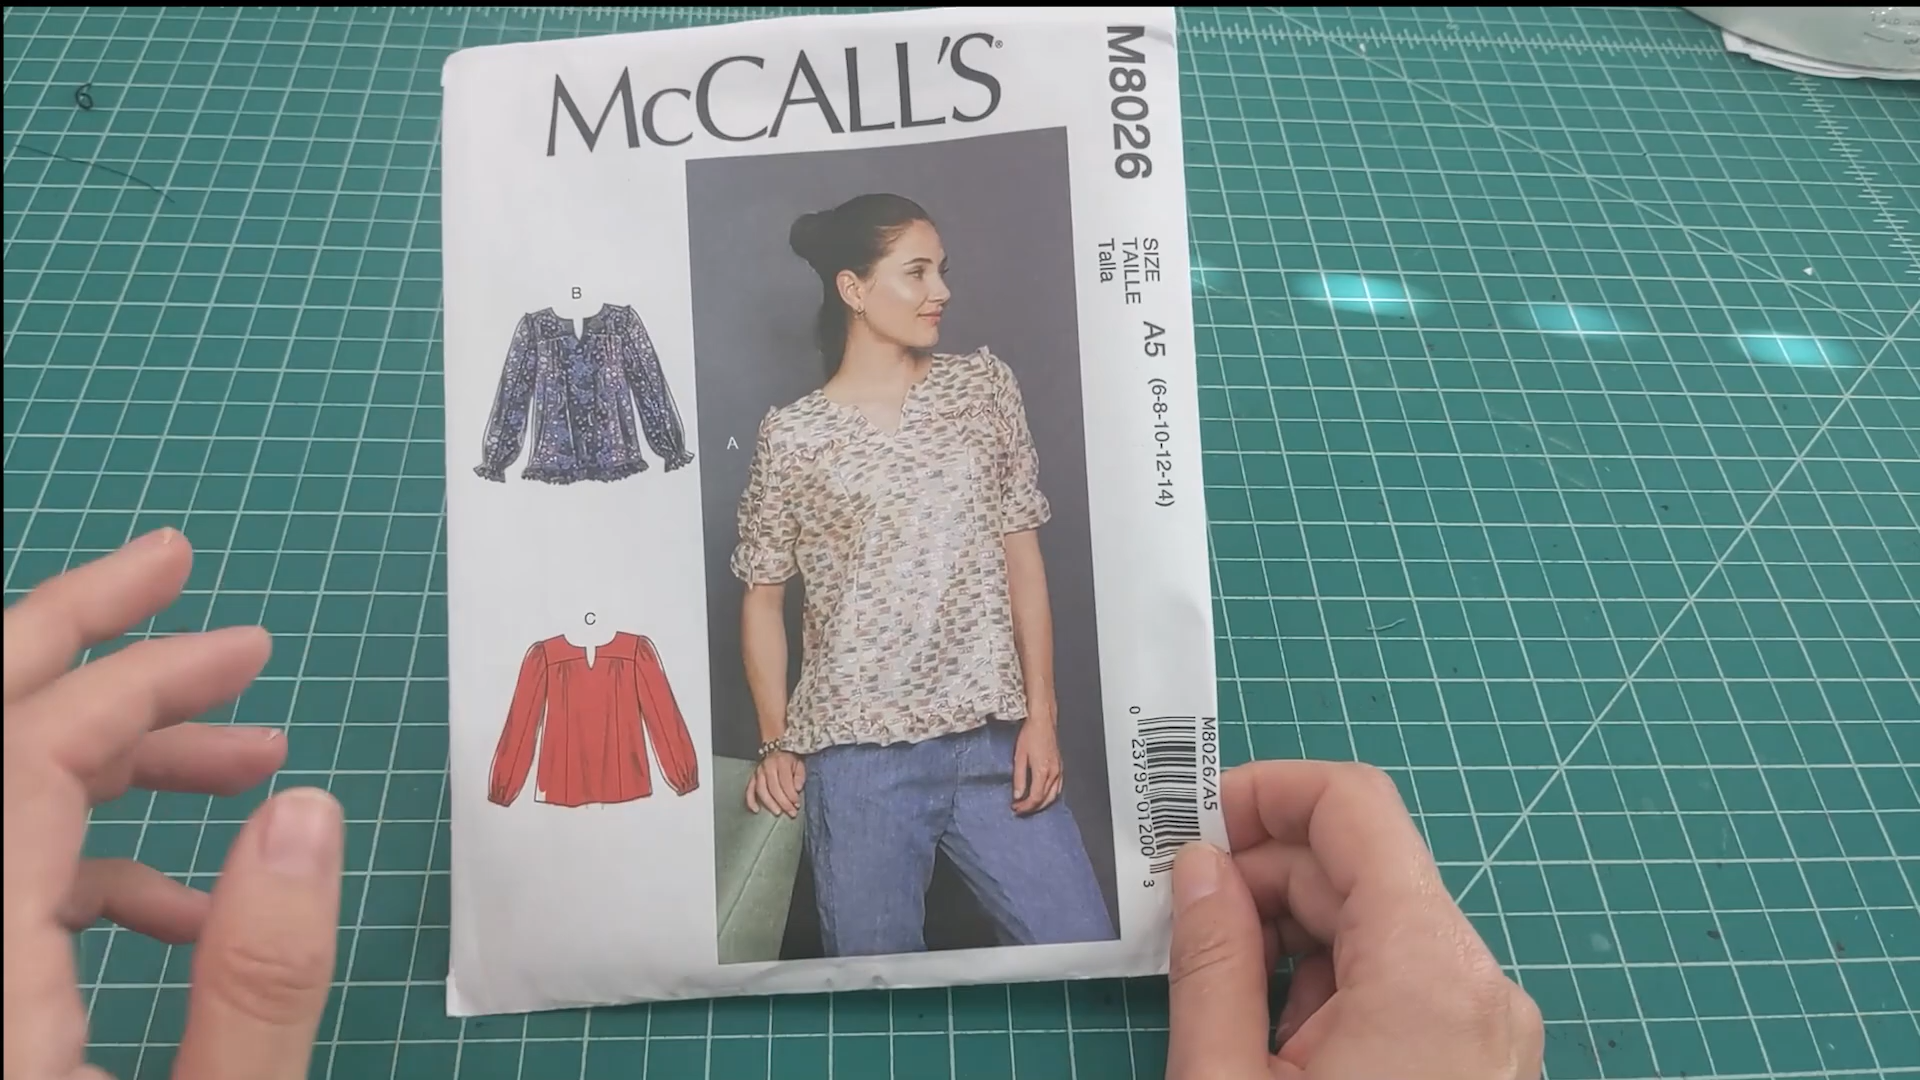 McCALL'S®
M8026
SIZE
TAILLE
Talla
A5 (6-8-10-12-14)
B
A
C
M8026/A5
0 23795 01200 3